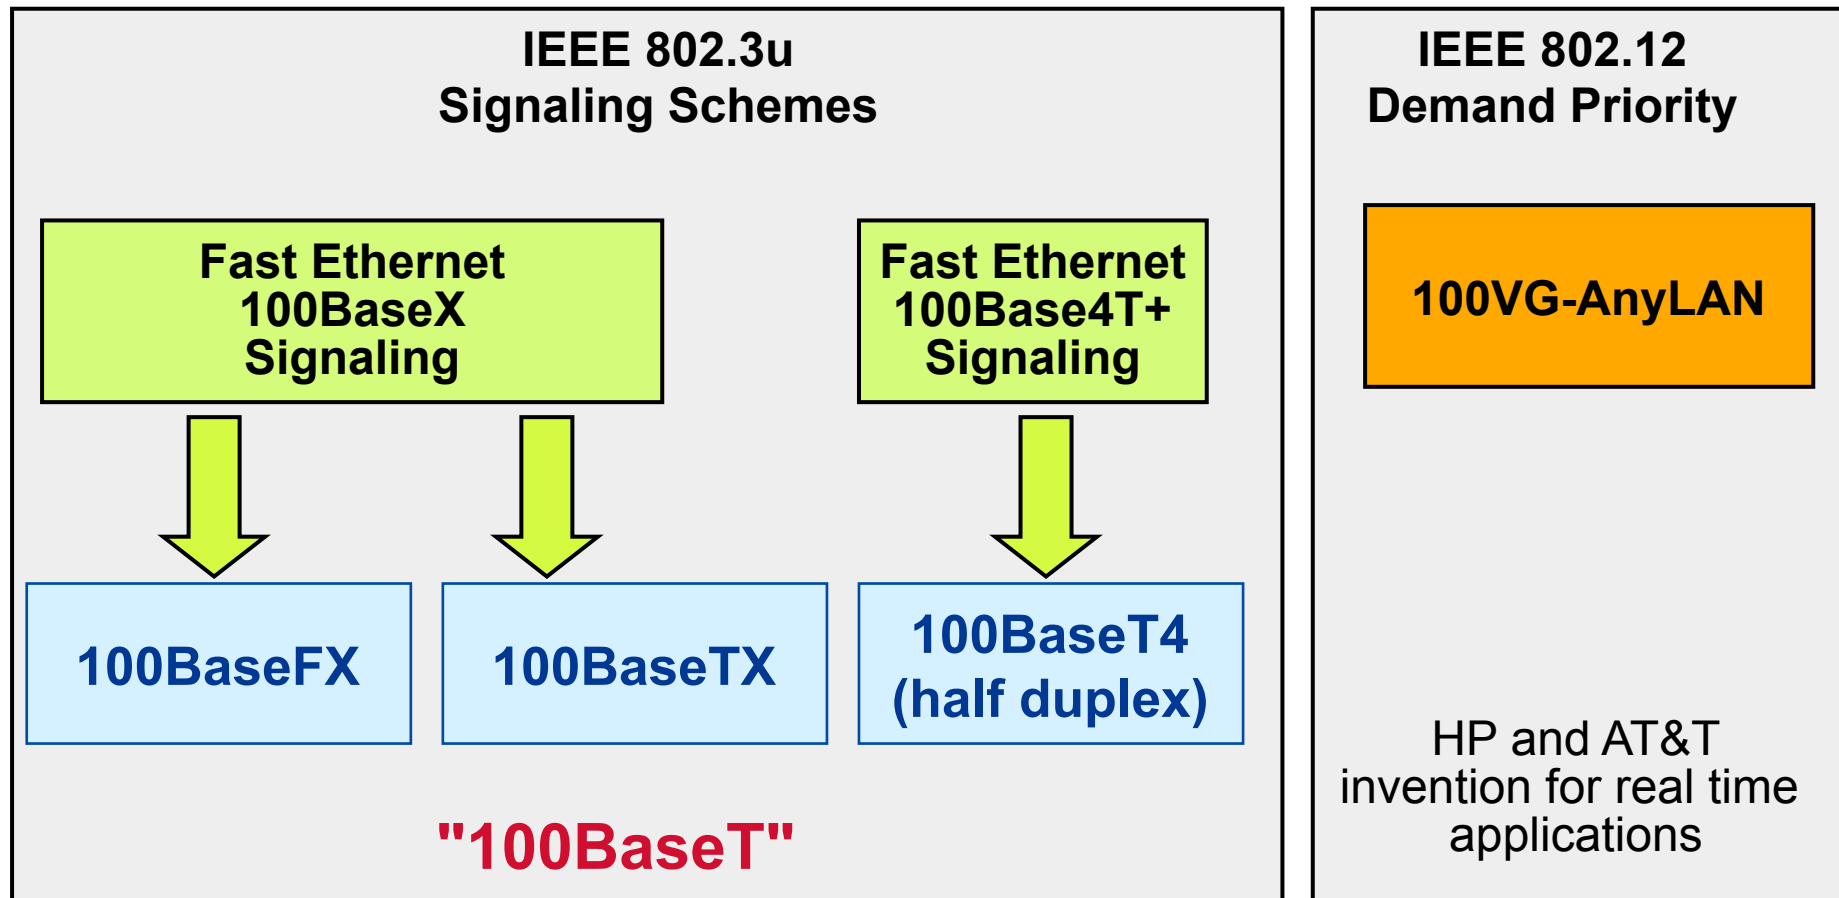 IEEE 802.3u
Signaling Schemes
Fast Ethernet
100BaseX
Signaling
Fast Ethernet
100Base4T+
Signaling
100BaseFX
100BaseTX
100BaseT4
(half duplex)
"100BaseT"
IEEE 802.12
Demand Priority
100VG-AnyLAN
HP and AT&T
invention for real time
applications